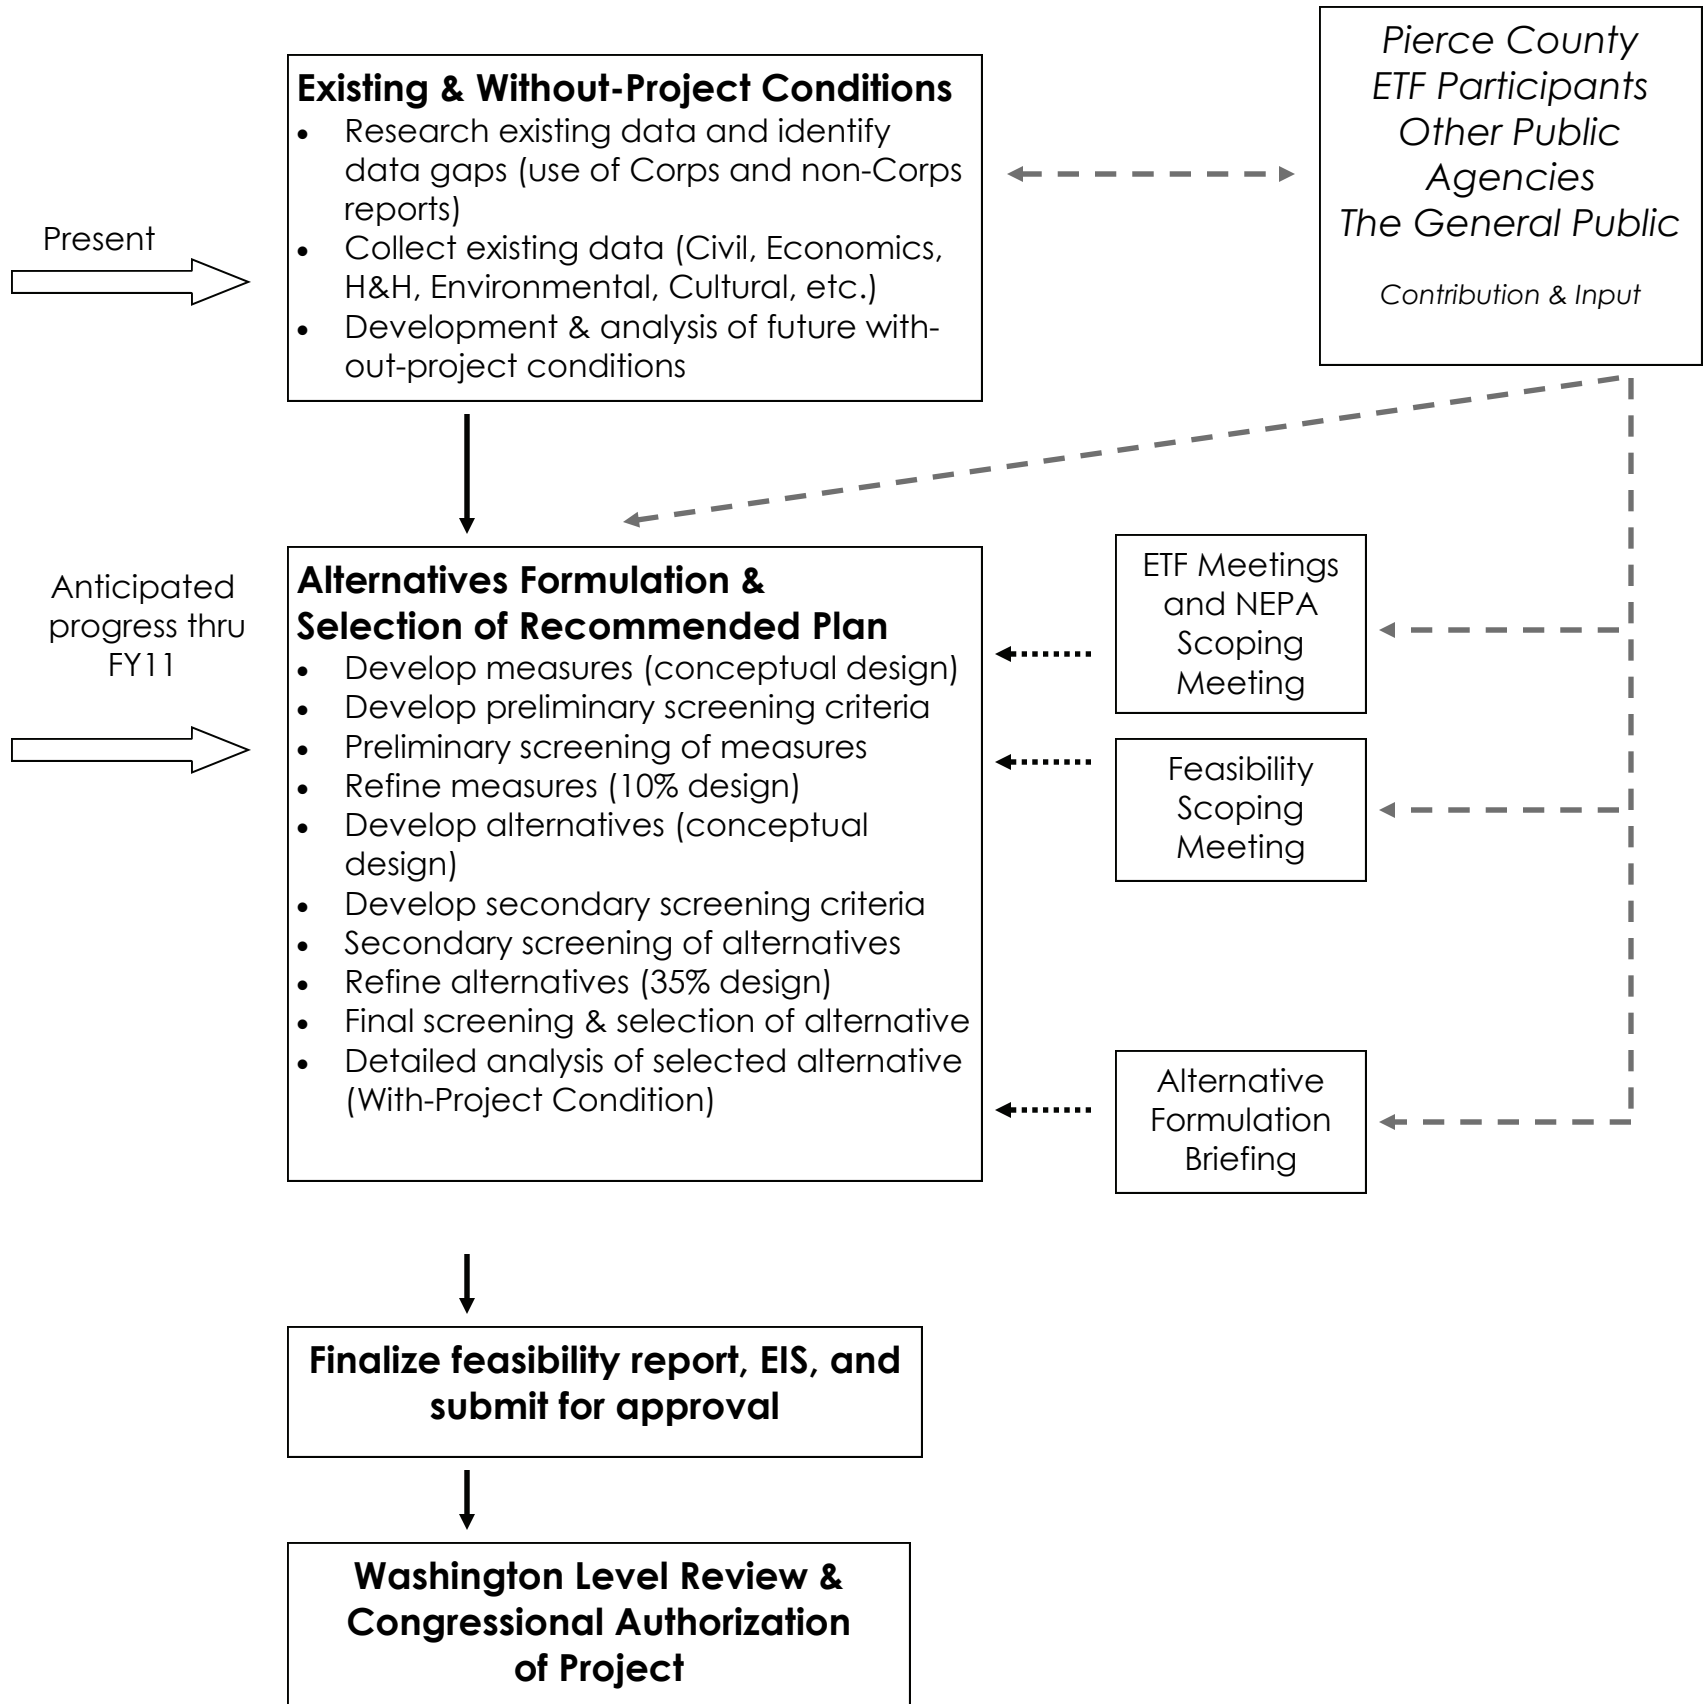 Pierce County
ETF Participants
Other Public
Agencies
The General Public
Contribution & Input
Existing & Without-Project Conditions
• Research existing data and identify
data gaps (use of Corps and non-Corps
reports)
• Collect existing data (Civil, Economics,
H&H, Environmental, Cultural, etc.)
• Development & analysis of future with-
out-project conditions
Present
Anticipated
progress thru
FY11
Alternatives Formulation &
Selection of Recommended Plan
• Develop measures (conceptual design)
• Develop preliminary screening criteria
• Preliminary screening of measures
• Refine measures (10% design)
• Develop alternatives (conceptual
design)
• Develop secondary screening criteria
• Secondary screening of alternatives
• Refine alternatives (35% design)
• Final screening & selection of alternative
• Detailed analysis of selected alternative
(With-Project Condition)
ETF Meetings
and NEPA
Scoping
Meeting
Feasibility
Scoping
Meeting
Alternative
Formulation
Briefing
Finalize feasibility report, EIS, and
submit for approval
Washington Level Review &
Congressional Authorization
of Project